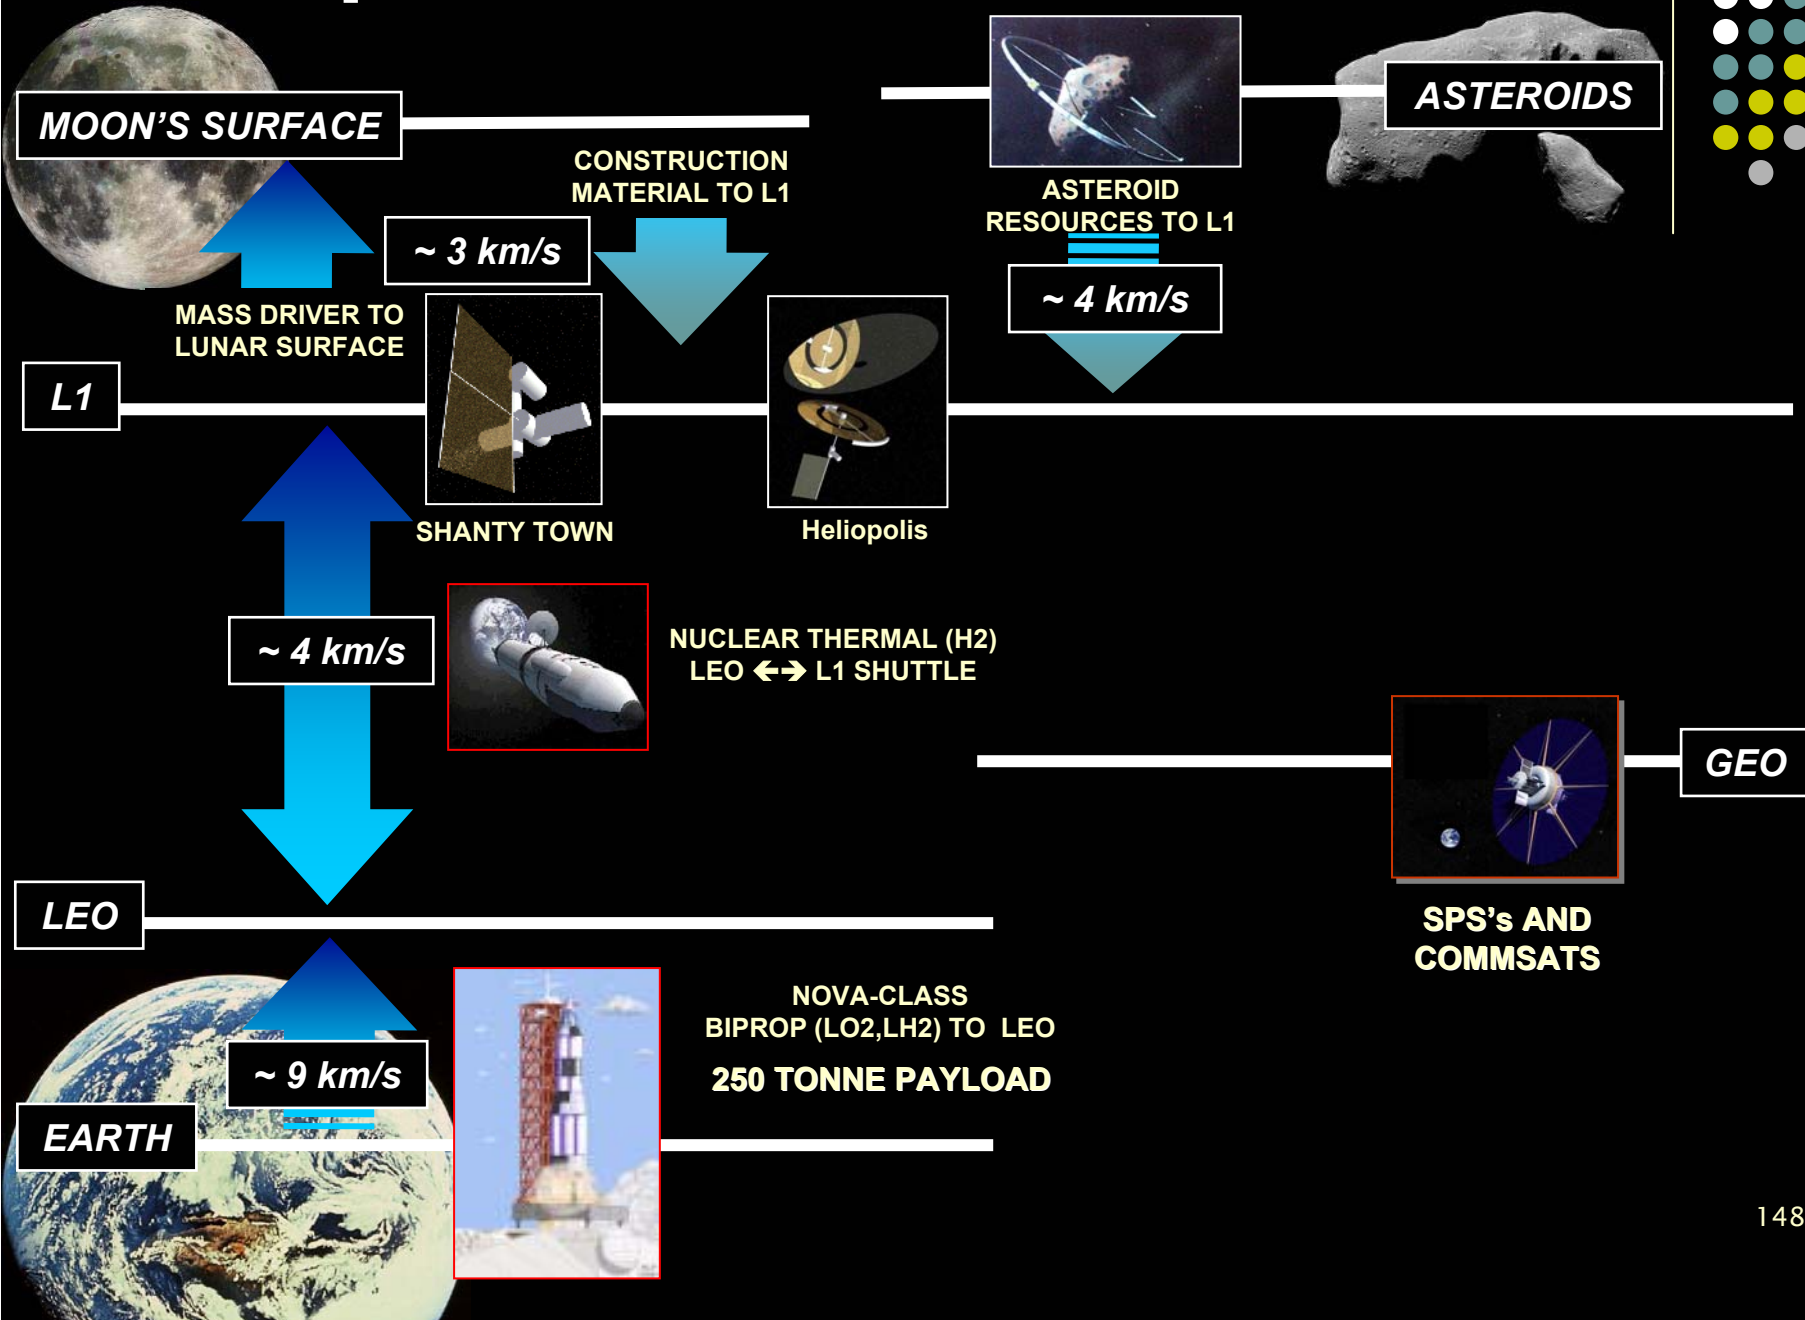 MOON'S SURFACE
ASTEROIDS
CONSTRUCTION
MATERIAL TO L1
ASTEROID
RESOURCES TO L1
~ 3 km/s
~ 4 km/s
MASS DRIVER TO
LUNAR SURFACE
L1
SHANTY TOWN
Heliopolis
~ 4 km/s
NUCLEAR THERMAL (H2)
LEO ←→ L1 SHUTTLE
GEO
LEO
SPS's AND
COMMSATS
NOVA-CLASS
BIPROP (LO2,LH2) TO LEO
~ 9 km/s
250 TONNE PAYLOAD
EARTH
148